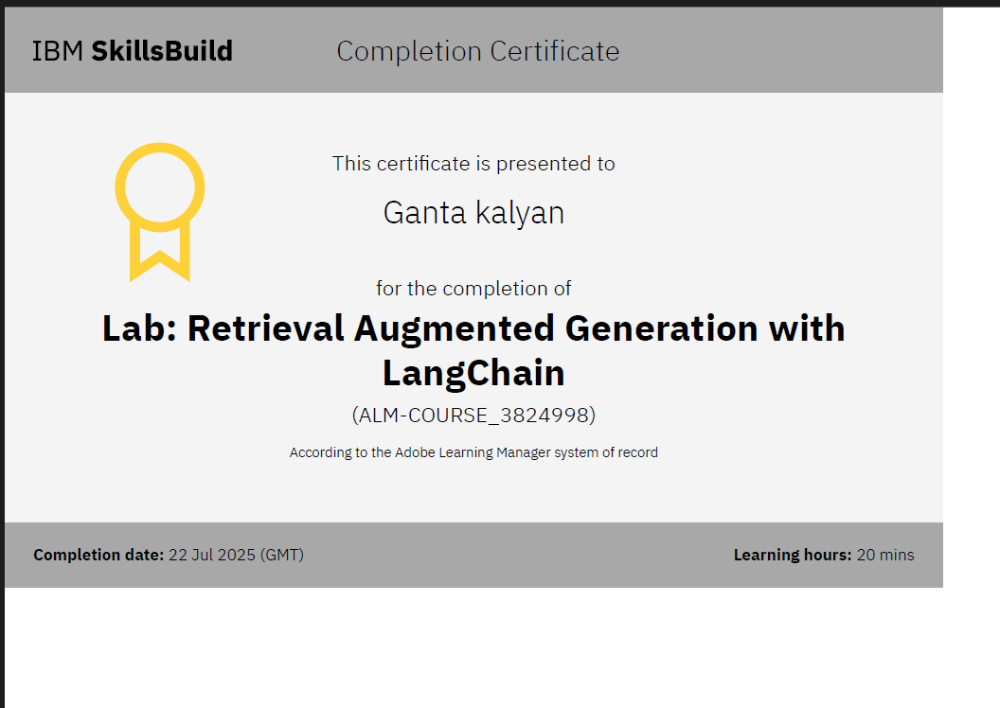 IBM SkillsBuild
Completion Certificate
This certificate is presented to
Ganta kalyan
for the completion of
Lab: Retrieval Augmented Generation with
LangChain
(ALM-COURSE_3824998)
According to the Adobe Learning Manager system of record
Completion date: 22 Jul 2025 (GMT)
Learning hours: 20 mins